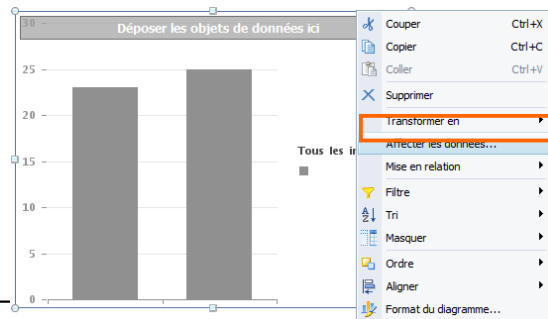 30
Déposer les objets de données ici
25
20
15
10
5
0
Tous les
Couper Ctrl+X
Copier Ctrl+C
Coller Ctrl+V
Supprimer
Transformer en
Affecter les données...
Mise en relation
Filtre
Tri
Masquer
Ordre
Aligner
Format du diagramme...